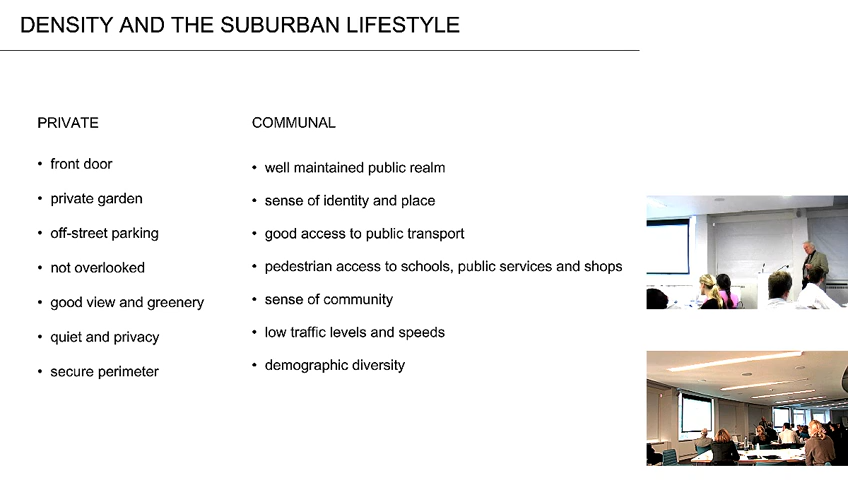 DENSITY AND THE SUBURBAN LIFESTYLE
PRIVATE
• front door
• private garden
• off-street parking
• not overlooked
• good view and greenery
• quiet and privacy
• secure perimeter
COMMUNAL
• well maintained public realm
• sense of identity and place
• good access to public transport
• pedestrian access to schools, public services and shops
• sense of community
• low traffic levels and speeds
• demographic diversity